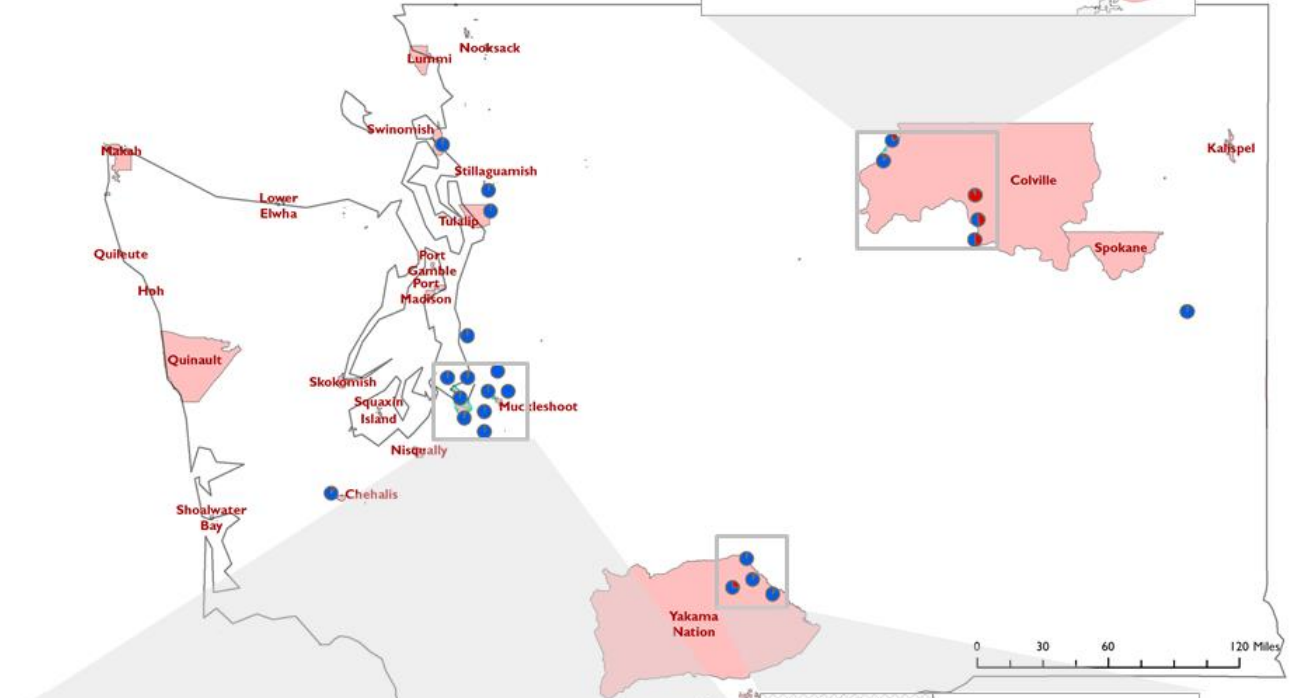 Nooksack
Lummi
Swinomish
Makah
Kalispel
Stillaguamish
Colville
Lower
Elwha
Tulalip
Spokane
Quileute
Port
Gamble
Port
Madison
Hoh
Quinault
Skokomish
Squaxin
Island
Muckleshoot
Nisqually
Chehalis
Shoalwater
Bay
Yakama
Nation
0 30 60 120 Miles